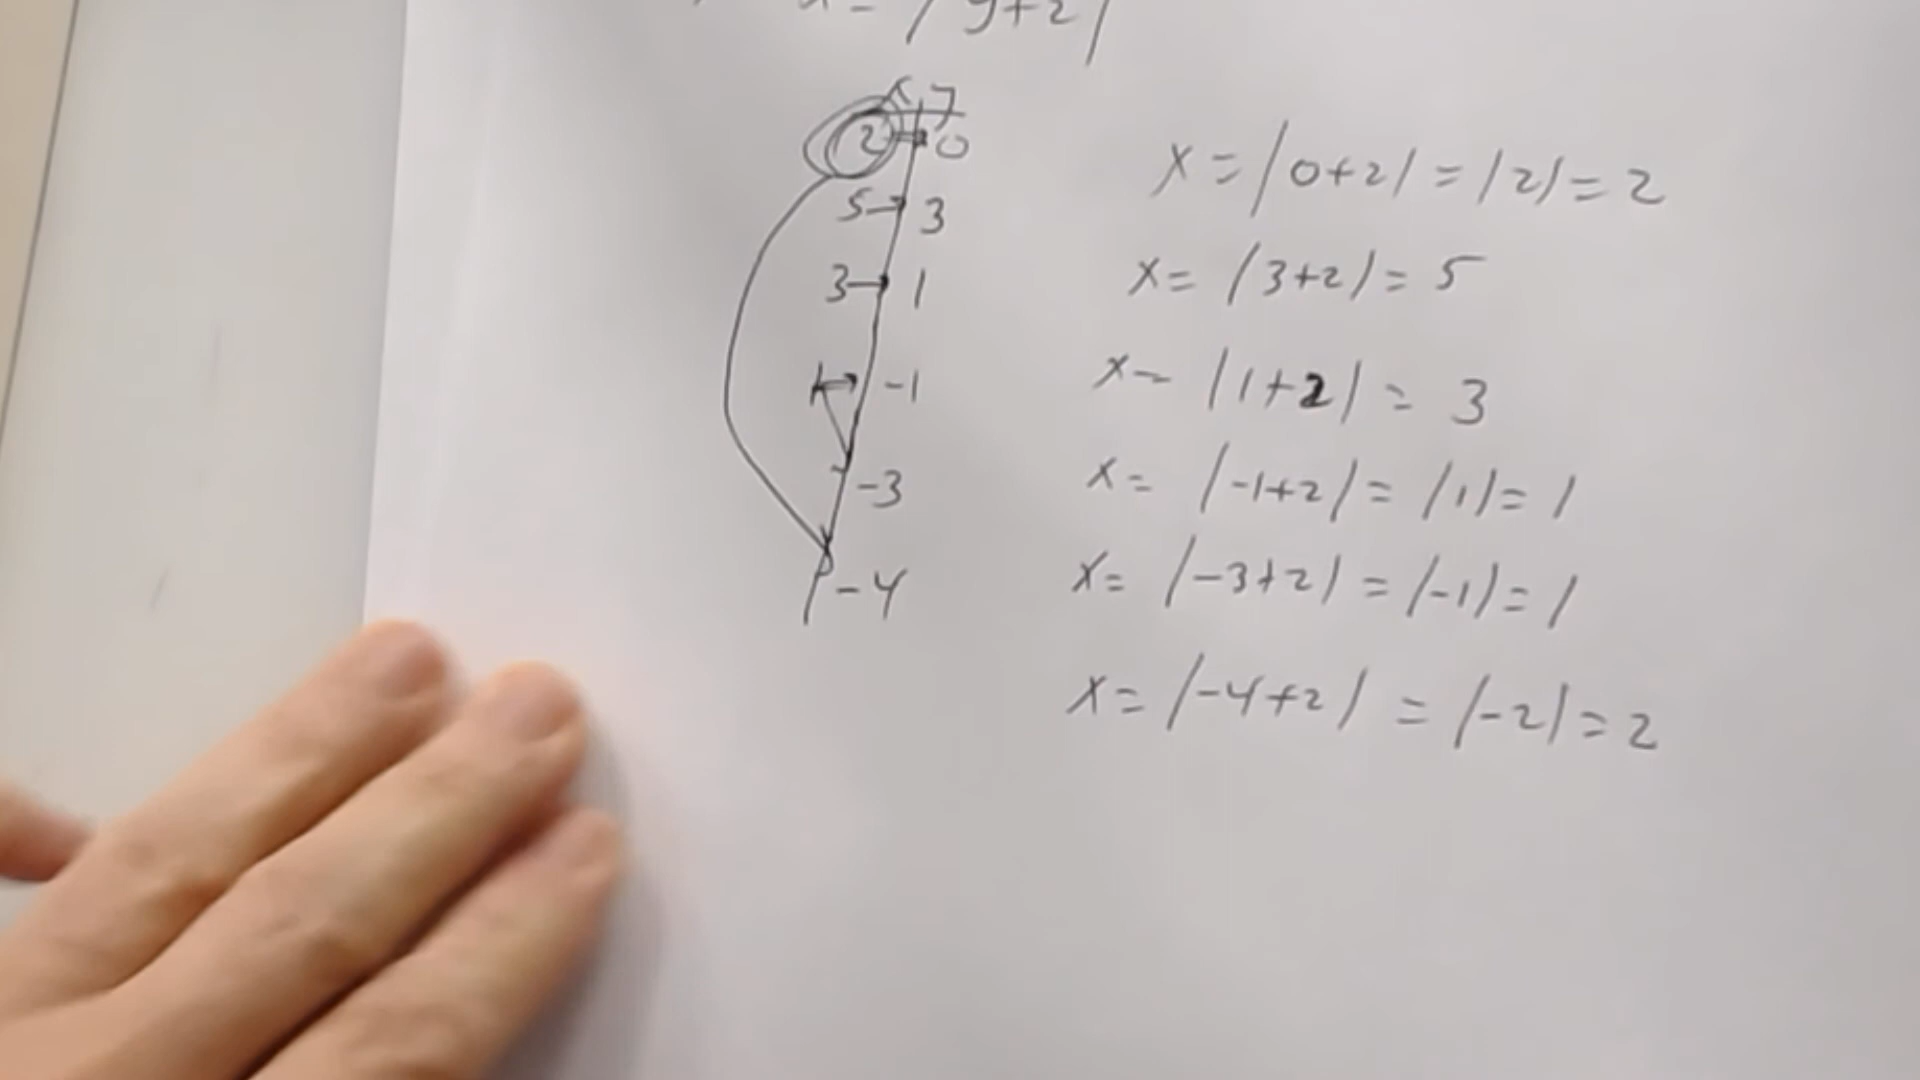 x = |y+2|
x y
2 0
5 3
3 1
1 -1
-3
-4
x = |0+2| = |2| = 2
x = |3+2| = 5
x = |1+2| = 3
x = |-1+2| = |1| = 1
x = |-3+2| = |-1| = 1
x = |-4+2| = |-2| = 2